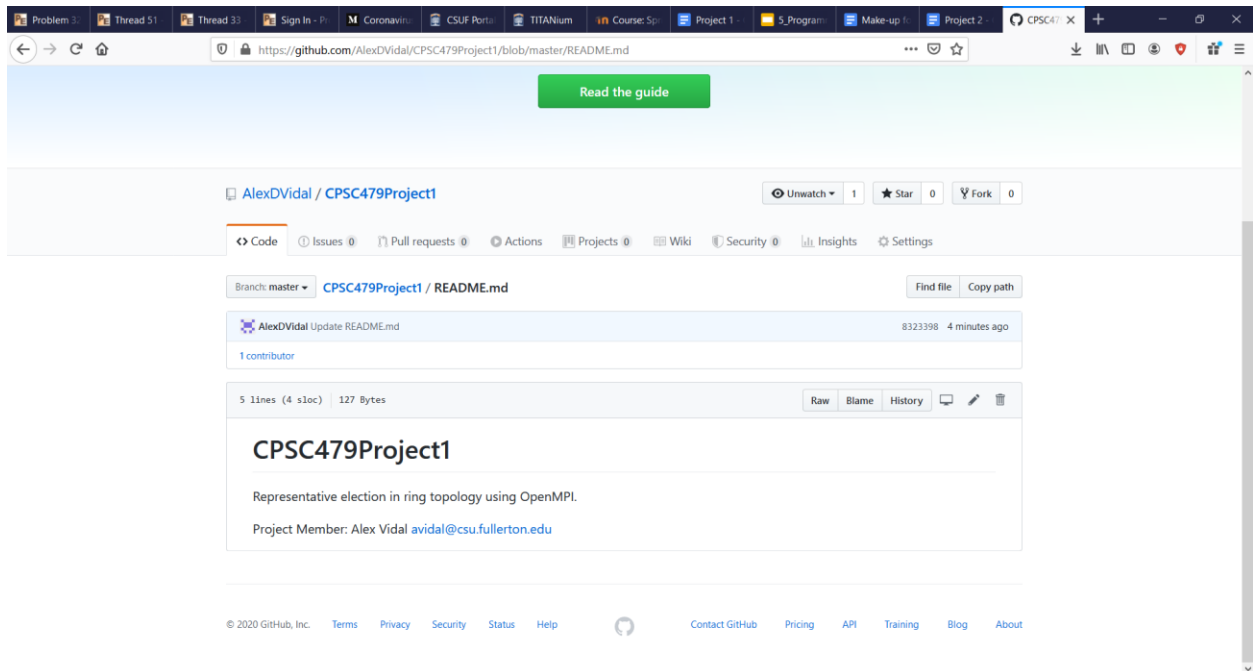 Problem 32 Thread 51 Thread 33 Sign In - Pr Coronaviru CSUF Portal TITANium Course: Spr Project 1 - 5_Program Make-up fo Project 2 - CPSC47
https://github.com/AlexDVidal/CPSC479Project1/blob/master/README.md
Read the guide
AlexDVidal / CPSC479Project1 Unwatch 1 Star 0 Fork 0
Code Issues 0 Pull requests 0 Actions Projects 0 Wiki Security 0 Insights Settings
Branch: master CPSC479Project1 / README.md Find file Copy path
AlexDVidal Update README.md 8323398 4 minutes ago
1 contributor
5 lines (4 sloc) 127 Bytes Raw Blame History
CPSC479Project1
Representative election in ring topology using OpenMPI.
Project Member: Alex Vidal avidal@csu.fullerton.edu
© 2020 GitHub, Inc. Terms Privacy Security Status Help Contact GitHub Pricing API Training Blog About